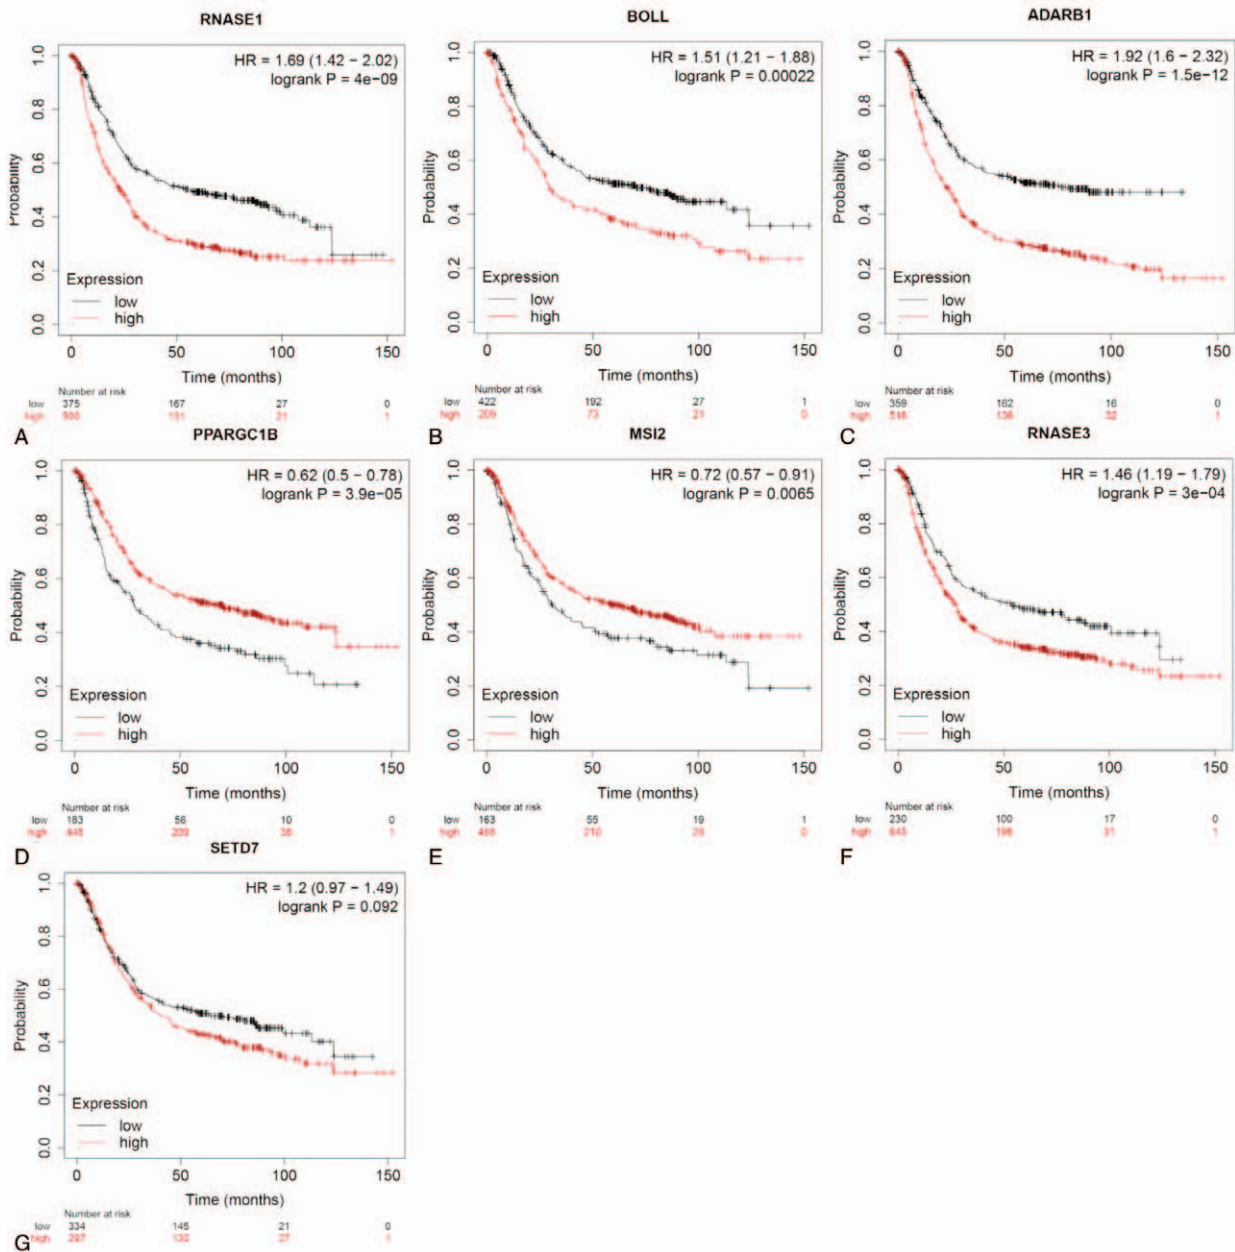 RNASE1
HR = 1.69 (1.42 − 2.02)
logrank P = 4e−09
Probability
1.0
0.8
0.6
0.4
0.2
0.0
Expression
low
high
0 50 100 150
Time (months)
Number at risk
low 375 167 27 0
high 21 1
A
BOLL
HR = 1.51 (1.21 − 1.88)
logrank P = 0.00022
Probability
1.0
0.8
0.6
0.4
0.2
0.0
Expression
low
high
0 50 100 150
Time (months)
Number at risk
low 422 192 27 1
high 209 73 21 0
B
ADARB1
HR = 1.92 (1.6 − 2.32)
logrank P = 1.5e−12
Probability
1.0
0.8
0.6
0.4
0.2
0.0
Expression
low
high
0 50 100 150
Time (months)
Number at risk
low 359 162 16 0
high 516 1
C
PPARGC1B
HR = 0.62 (0.5 − 0.78)
logrank P = 3.9e−05
Probability
1.0
0.8
0.6
0.4
0.2
0.0
Expression
low
high
0 50 100 150
Time (months)
Number at risk
low 183 56 10 0
high 448 209 1
D
MSI2
HR = 0.72 (0.57 − 0.91)
logrank P = 0.0065
Probability
1.0
0.8
0.6
0.4
0.2
0.0
Expression
low
high
0 50 100 150
Time (months)
Number at risk
low 163 55 19 1
high 468 210 0
E
RNASE3
HR = 1.46 (1.19 − 1.79)
logrank P = 3e−04
Probability
1.0
0.8
0.6
0.4
0.2
0.0
Expression
low
high
0 50 100 150
Time (months)
Number at risk
low 230 100 17 0
high 645 31 1
F
SETD7
HR = 1.2 (0.97 − 1.49)
logrank P = 0.092
Probability
1.0
0.8
0.6
0.4
0.2
0.0
Expression
low
high
0 50 100 150
Time (months)
Number at risk
low 334 145 21 0
high 297 27 1
G